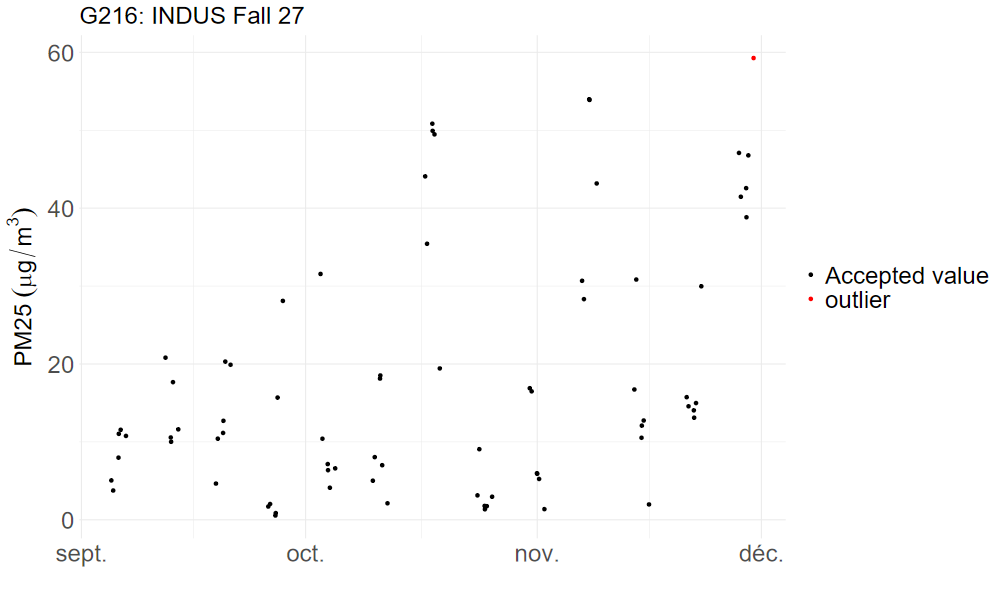 G216: INDUS Fall 27
60
40
20
0
PM25 (μg/m³)
sept.
oct.
nov.
déc.
Accepted value
outlier